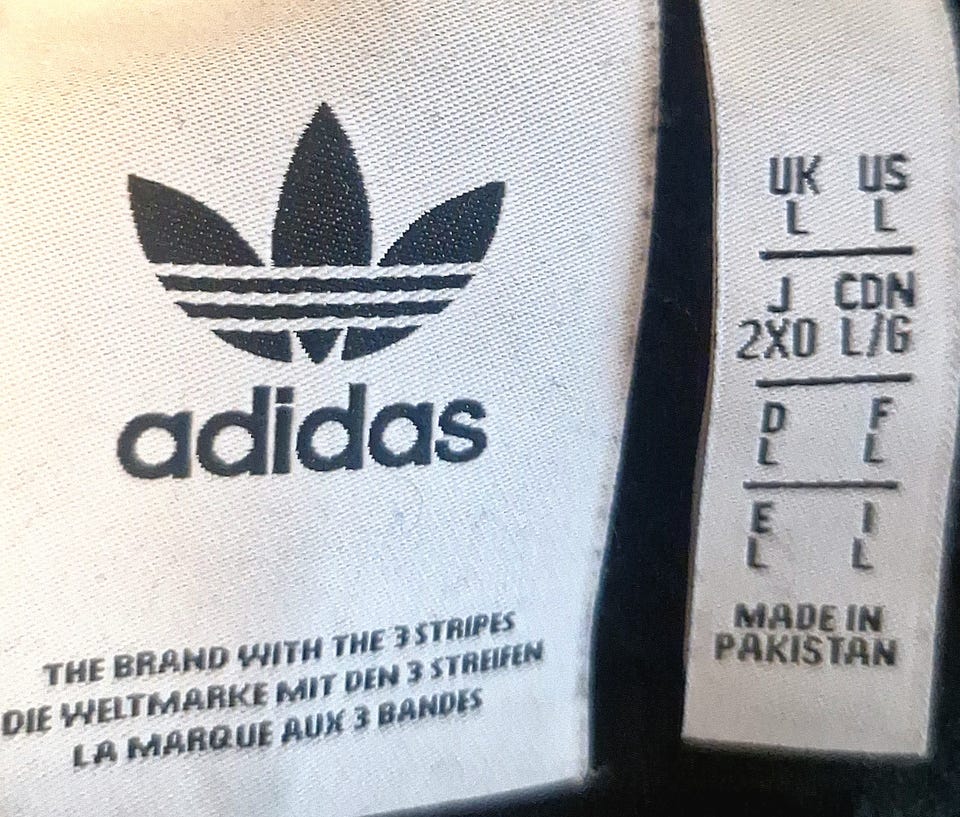 adidas
THE BRAND WITH THE 3 STRIPES
DIE WELTMARKE MIT DEN 3 STREIFEN
LA MARQUE AUX 3 BANDES
UK US
L L
J CDN
2XO L/G
D F
L L
E I
L L
MADE IN
PAKISTAN